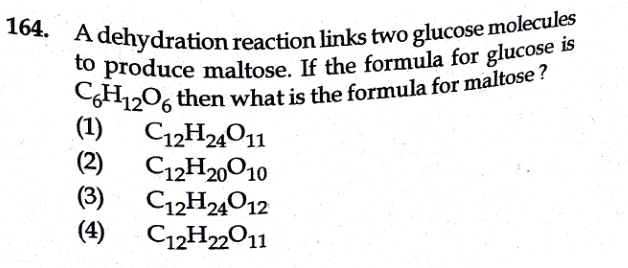 164. A dehydration reaction links two glucose molecules
to produce maltose. If the formula for glucose is
C₆H₁₂O₆ then what is the formula for maltose ?
(1) C₁₂H₂₄O₁₁
(2) C₁₂H₂₀O₁₀
(3) C₁₂H₂₄O₁₂
(4) C₁₂H₂₂O₁₁